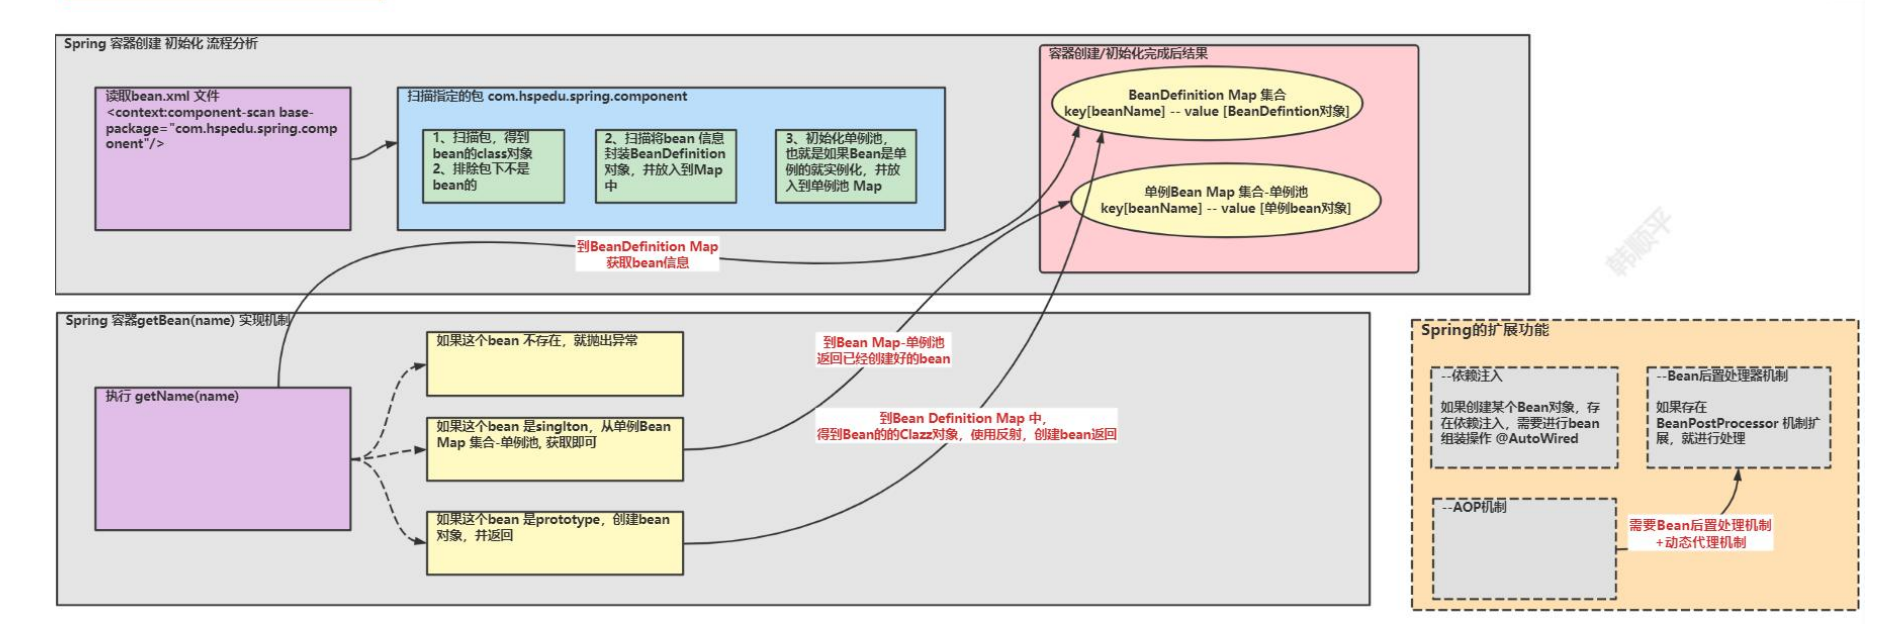 Spring 容器创建 初始化 流程分析
读取bean.xml 文件
<context:component-scan base-
package="com.hspedu.spring.comp
onent"/>
扫描指定的包 com.hspedu.spring.component
1、扫描包，得到
bean的class对象
2、排除包下不是
bean的
2、扫描将bean 信息
封装BeanDefinition
对象，并放入到Map
中
3、初始化单例池，
也就是如果Bean是单
例的就实例化，并放
入到单例池 Map
容器创建/初始化完成后结果
BeanDefinition Map 集合
key[beanName] -- value [BeanDefintion对象]
单例Bean Map 集合-单例池
key[beanName] -- value [单例bean对象]
到BeanDefinition Map
获取bean信息
韩顺平
Spring 容器getBean(name) 实现机制
执行 getName(name)
如果这个bean 不存在，就抛出异常
如果这个bean 是singlton，从单例Bean
Map 集合-单例池, 获取即可
如果这个bean 是prototype，创建bean
对象，并返回
到Bean Map-单例池
返回已经创建好的bean
到Bean Definition Map 中，
得到Bean的的Clazz对象，使用反射，创建bean返回
Spring的扩展功能
--依赖注入
如果创建某个Bean对象，存
在依赖注入，需要进行bean
组装操作 @AutoWired
--Bean后置处理器机制
如果存在
BeanPostProcessor 机制扩
展，就进行处理
--AOP机制
需要Bean后置处理机制
+动态代理机制